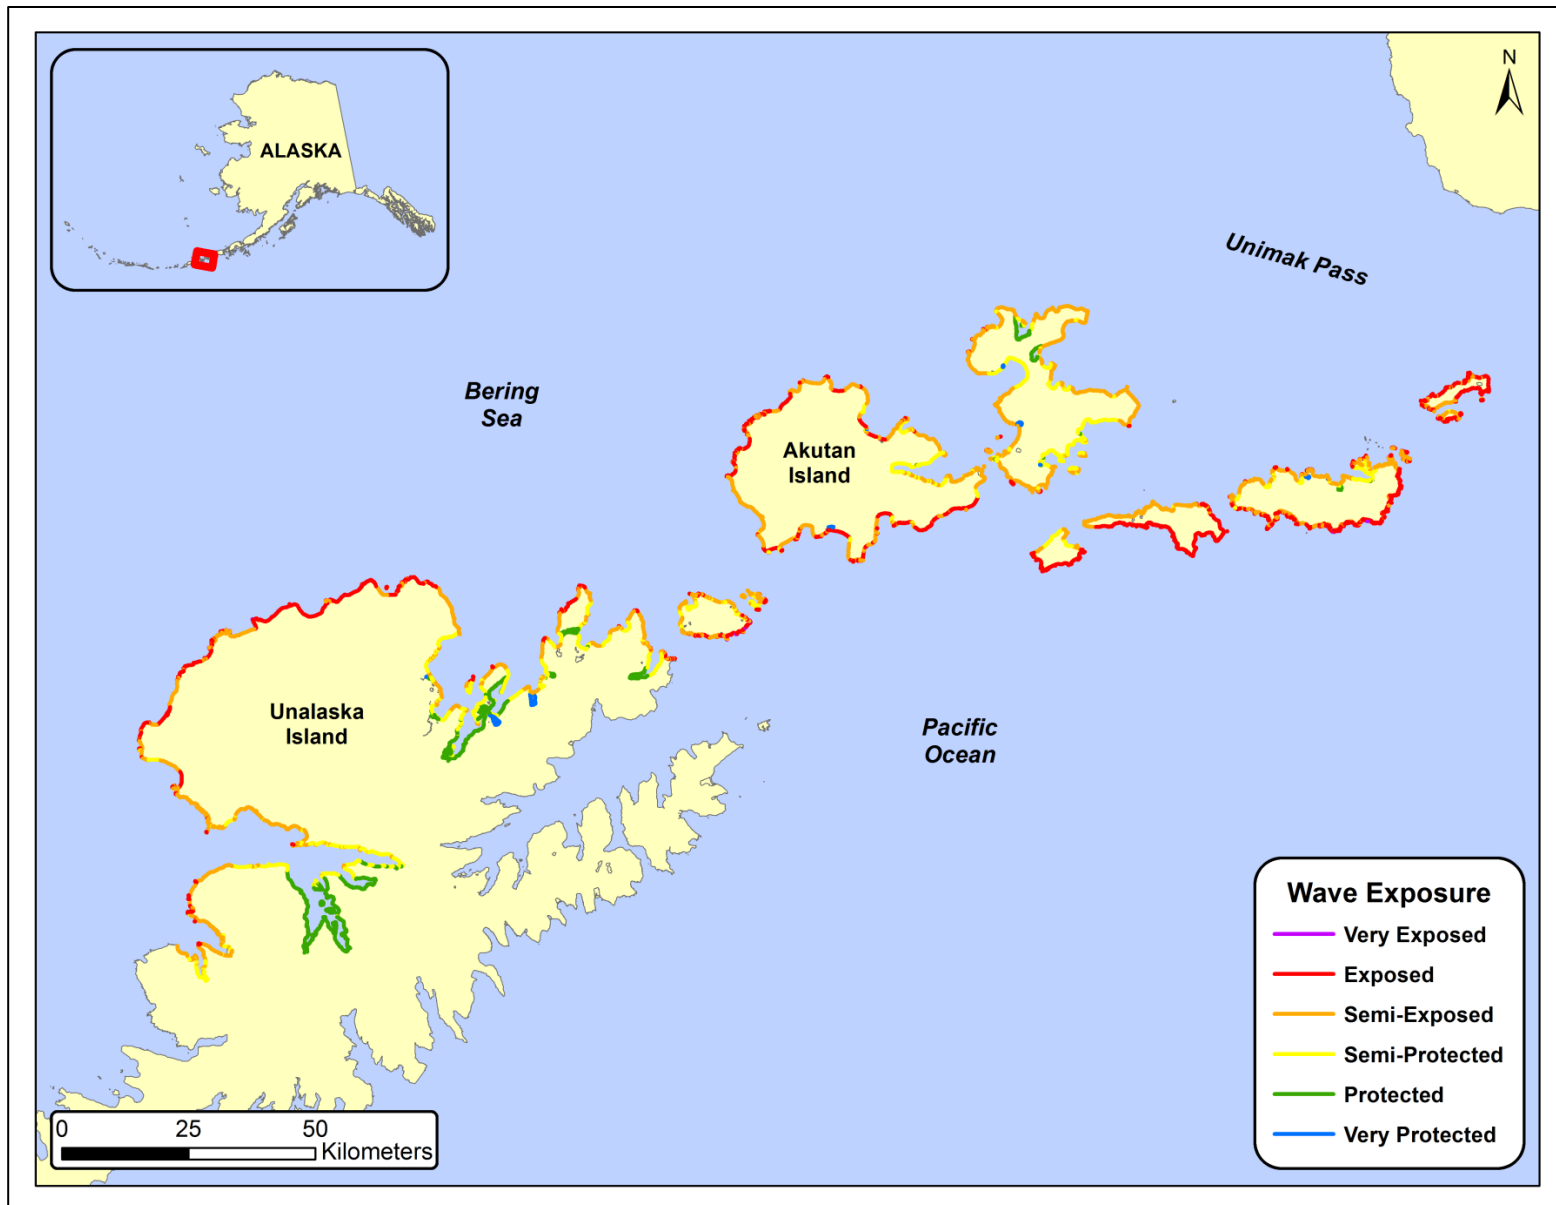 ALASKA
N
Unimak Pass
Bering
Sea
Akutan
Island
Unalaska
Island
Pacific
Ocean
Wave Exposure
Very Exposed
Exposed
Semi-Exposed
Semi-Protected
Protected
Very Protected
0 25 50
Kilometers